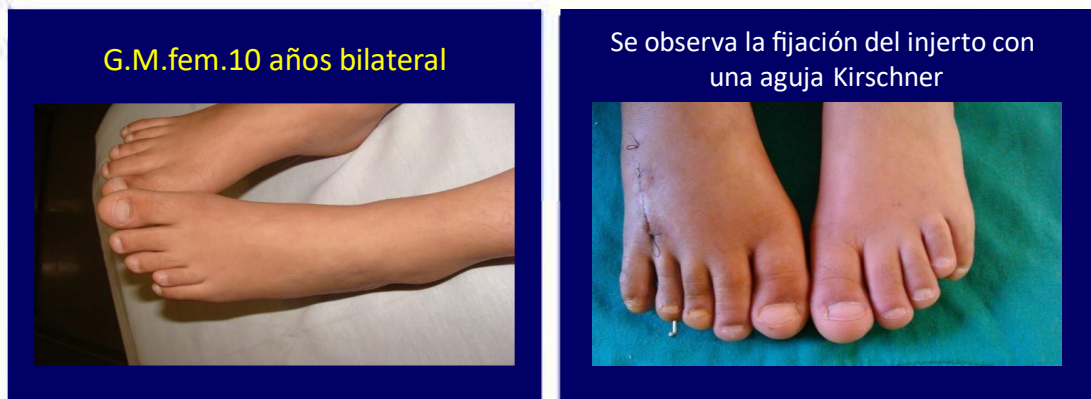 G.M.fem.10 años bilateral
Se observa la fijación del injerto con
una aguja Kirschner